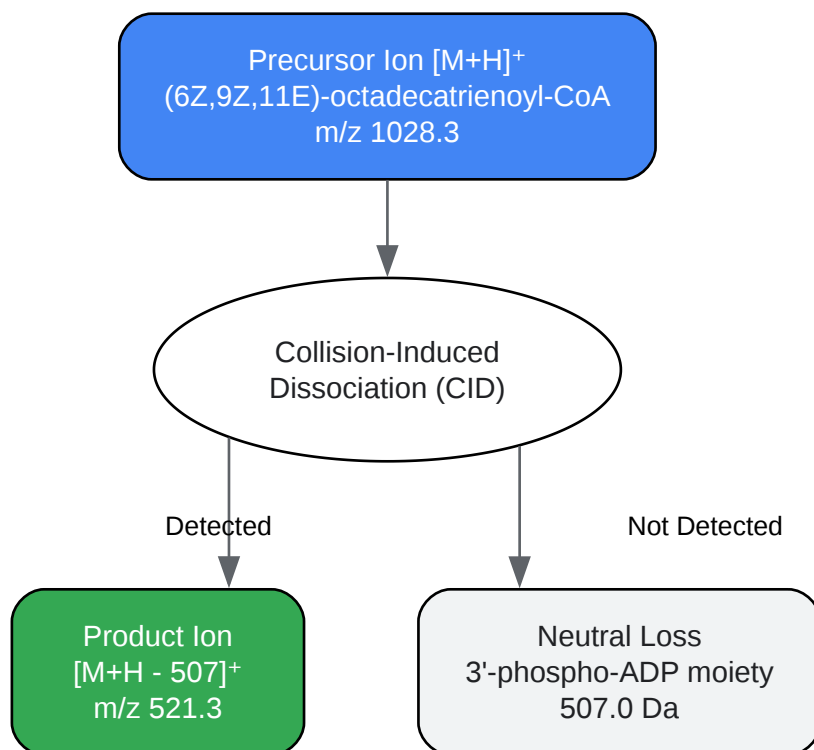 Precursor Ion [M+H]⁺
(6Z,9Z,11E)-octadecatrienoyl-CoA
m/z 1028.3
Collision-Induced
Dissociation (CID)
Detected
Not Detected
Product Ion
[M+H - 507]⁺
m/z 521.3
Neutral Loss
3'-phospho-ADP moiety
507.0 Da